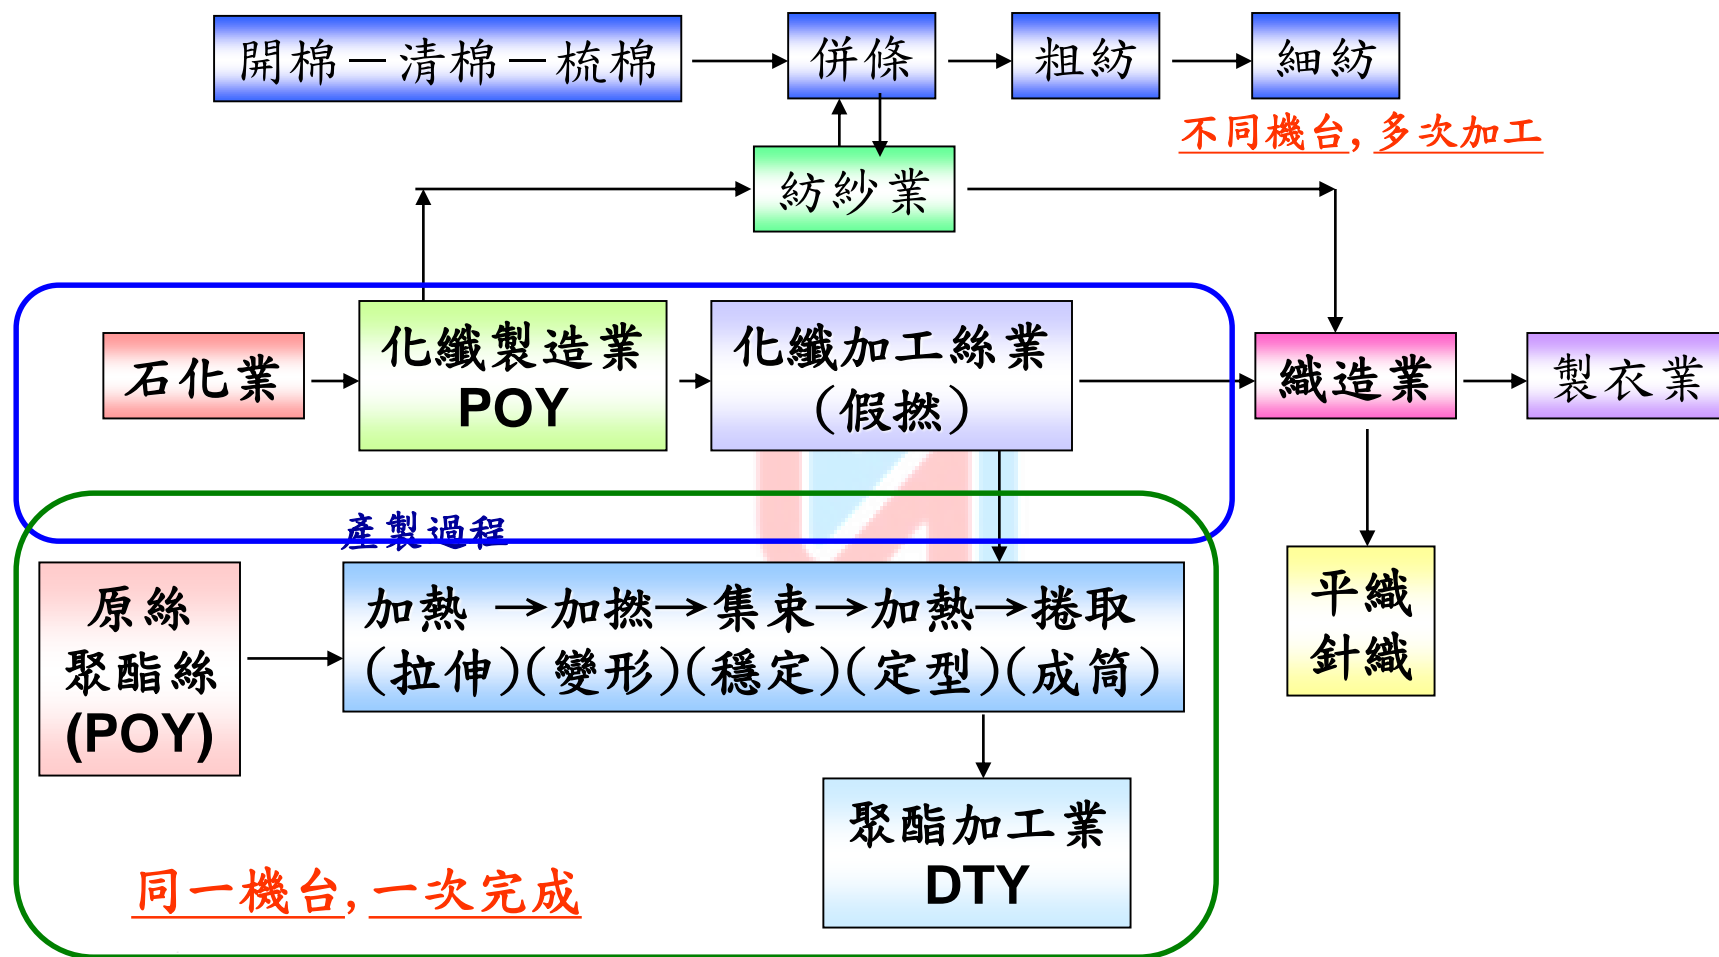 開棉－清棉－梳棉
併條
粗紡
細紡
不同機台, 多次加工
紡紗業
石化業
化纖製造業
POY
化纖加工絲業
(假撚)
織造業
製衣業
平織
針織
產製過程
原絲
聚酯絲
(POY)
加熱 →加撚→集束→加熱→捲取
(拉伸)(變形)(穩定)(定型)(成筒)
聚酯加工業
DTY
同一機台, 一次完成